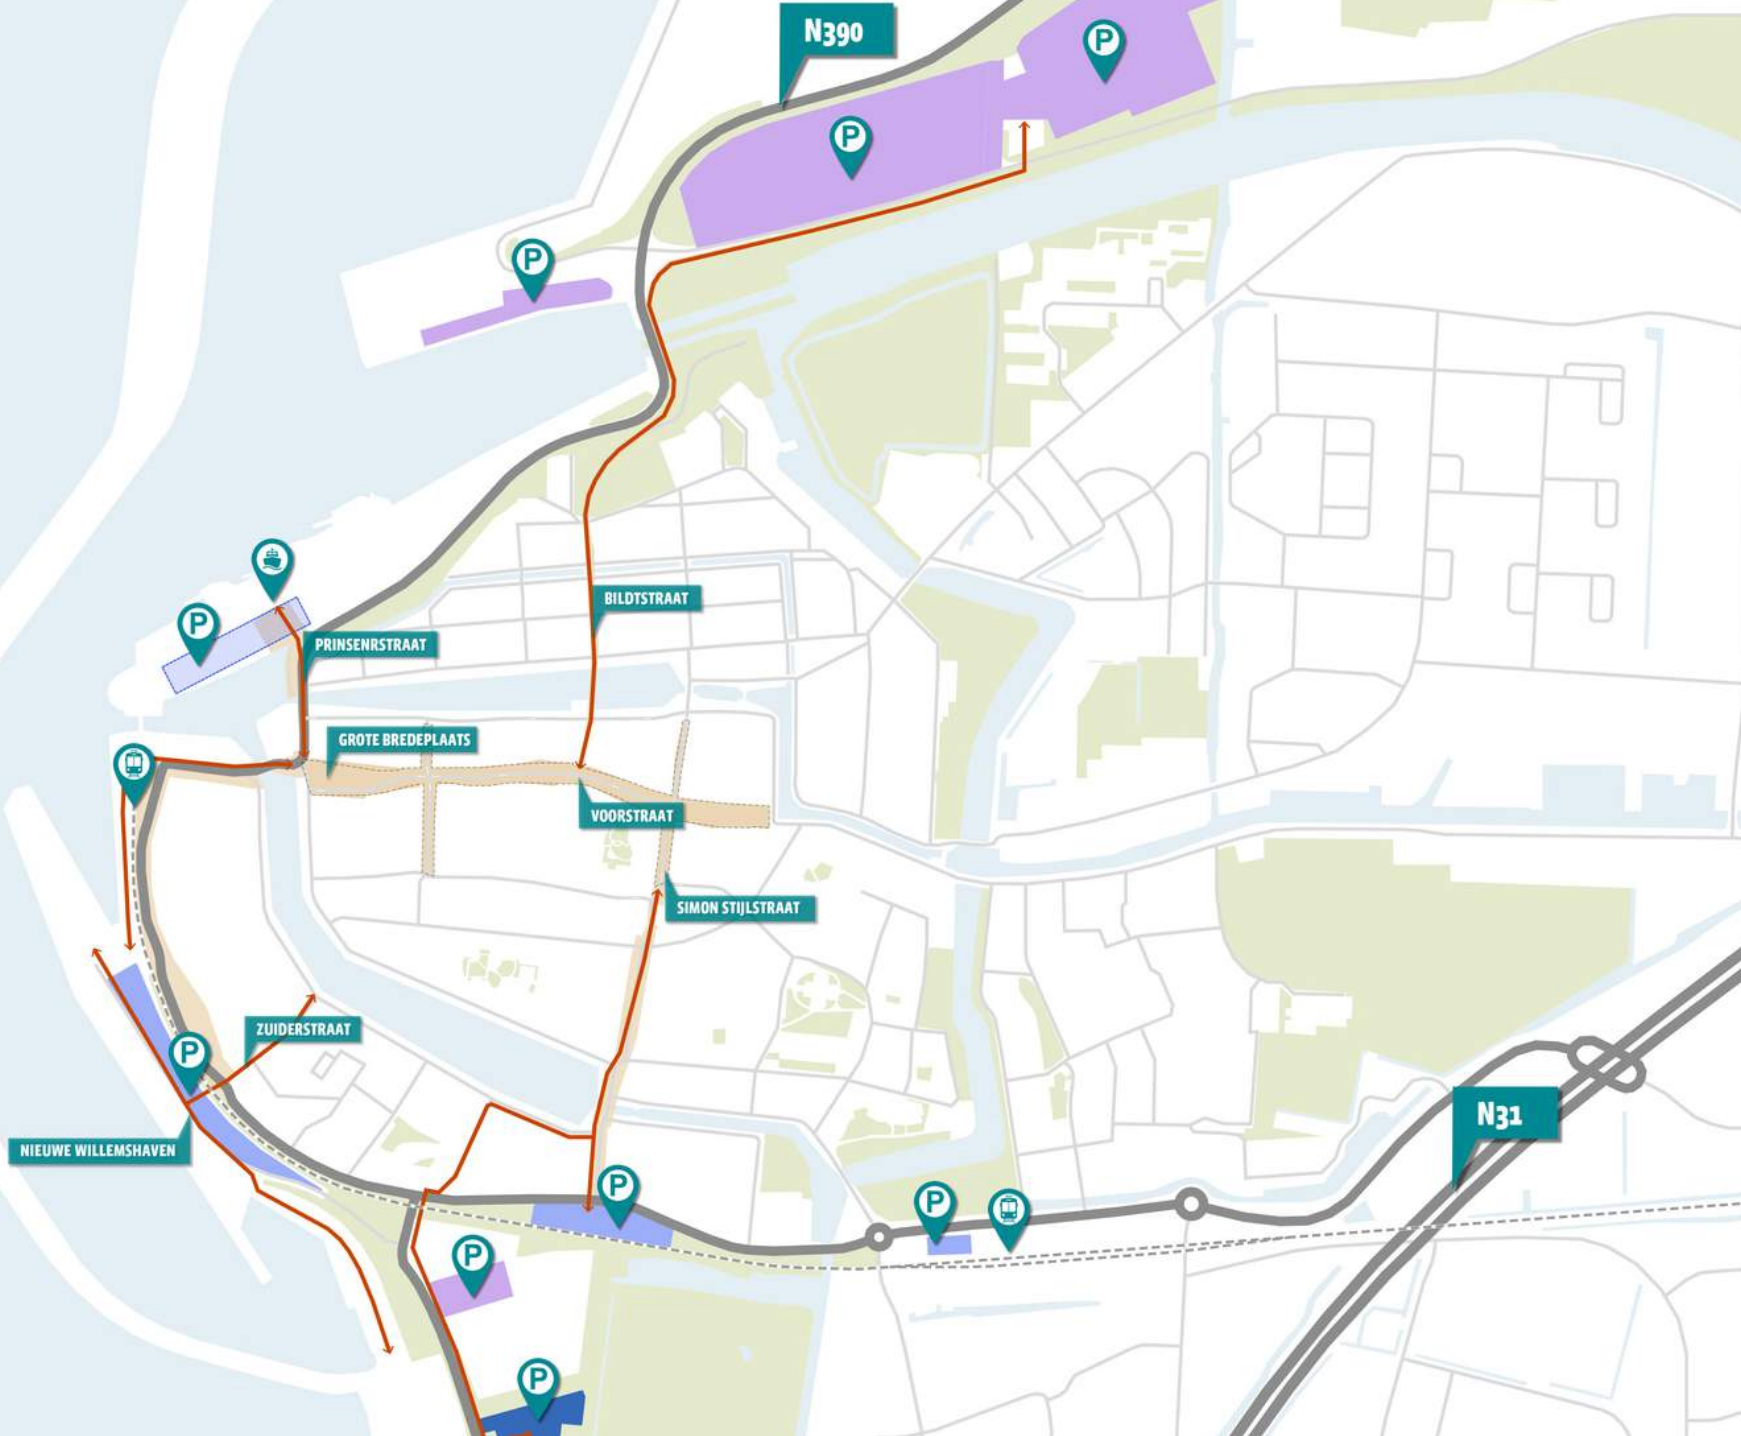 N390
P
P
P
BILDTSTRAAT
P
PRINSENRSTRAAT
GROTE BREDEPLAATS
VOORSTRAAT
SIMON STIJLSTRAAT
ZUIDERSTRAAT
P
N31
NIEUWE WILLEMSHAVEN
P
P
P
P